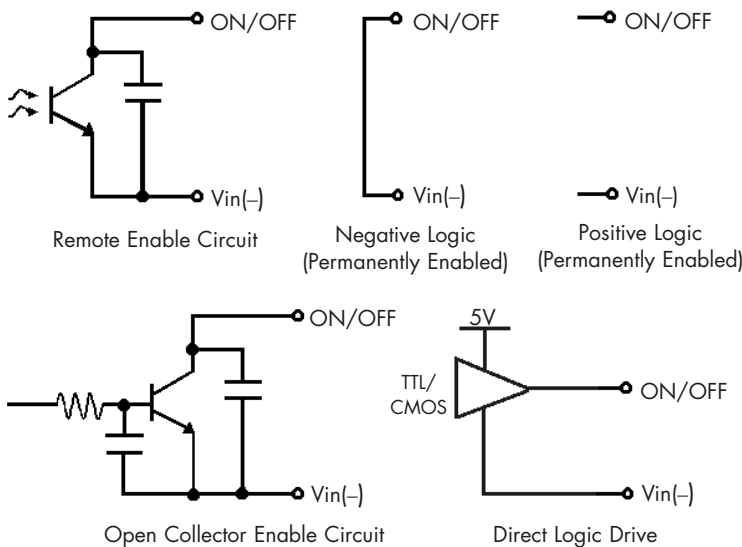 ON/OFF
Vin(–)
Remote Enable Circuit
ON/OFF
Vin(–)
Negative Logic
(Permanently Enabled)
ON/OFF
Vin(–)
Positive Logic
(Permanently Enabled)
ON/OFF
Vin(–)
Open Collector Enable Circuit
5V
TTL/
CMOS
ON/OFF
Vin(–)
Direct Logic Drive